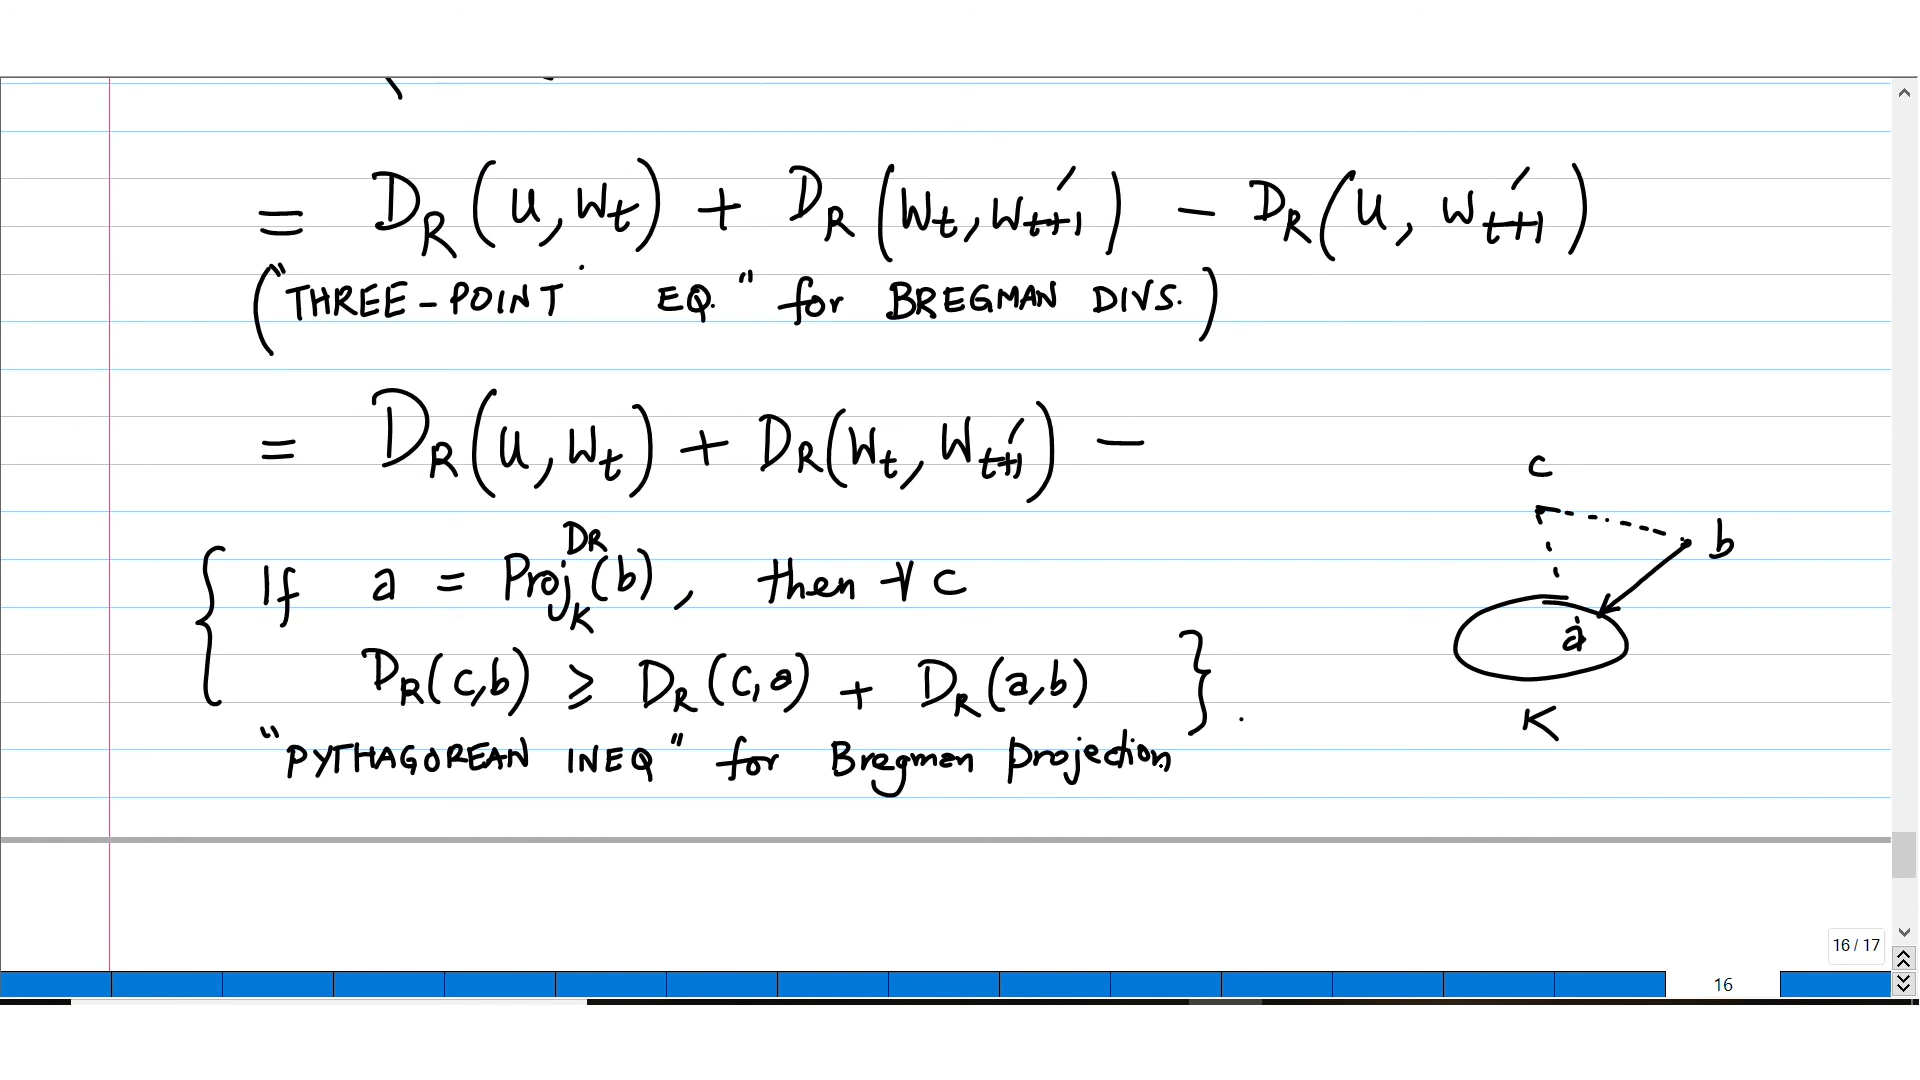 = D_R(u, w_t) + D_R(w_t, w'_{t+1}) - D_R(u, w'_{t+1})
("THREE-POINT EQ." for BREGMAN DIVS.)
= D_R(u, w_t) + D_R(w_t, w'_{t+1}) -
{ If a = Proj_K^{D_R}(b), then ∀ c
D_R(c,b) ≥ D_R(c,a) + D_R(a,b) }.
"PYTHAGOREAN INEQ" for Bregman projection
c
b
a
K
16 / 17
16